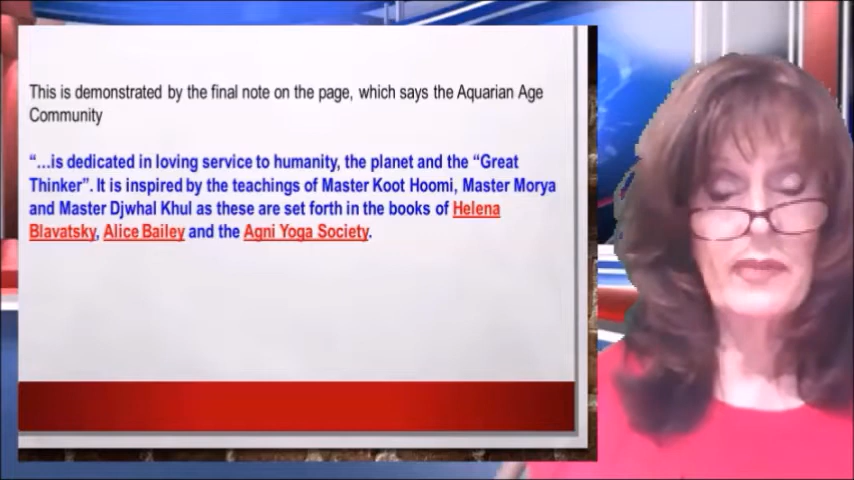 This is demonstrated by the final note on the page, which says the Aquarian Age
Community
“…is dedicated in loving service to humanity, the planet and the “Great
Thinker”. It is inspired by the teachings of Master Koot Hoomi, Master Morya
and Master Djwhal Khul as these are set forth in the books of Helena
Blavatsky, Alice Bailey and the Agni Yoga Society.